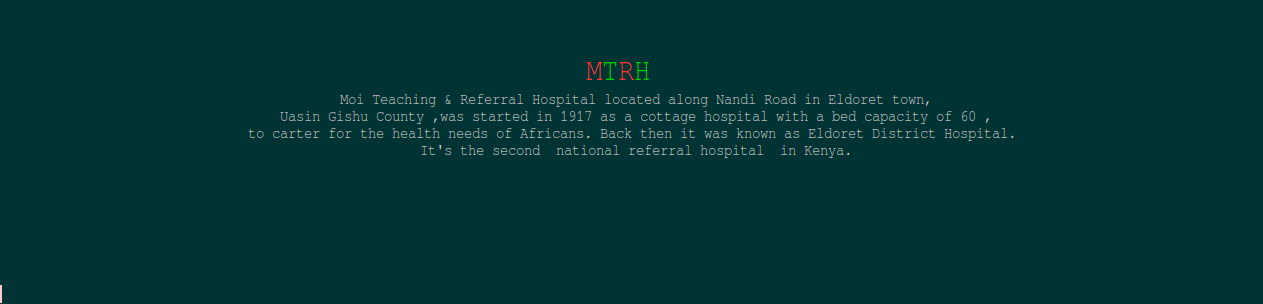 MTRH
Moi Teaching & Referral Hospital located along Nandi Road in Eldoret town,
Uasin Gishu County ,was started in 1917 as a cottage hospital with a bed capacity of 60 ,
to carter for the health needs of Africans. Back then it was known as Eldoret District Hospital.
It's the second  national referral hospital  in Kenya.